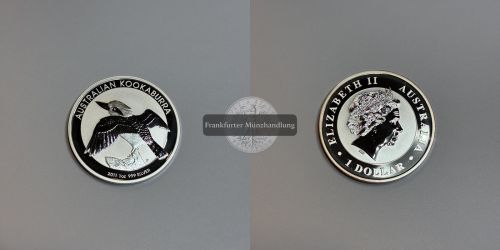 AUSTRALIAN KOOKABURRA
2011 1oz 999 SILVER
Frankfurter Münzhandlung
ELIZABETH II AUSTRALIA
1 DOLLAR